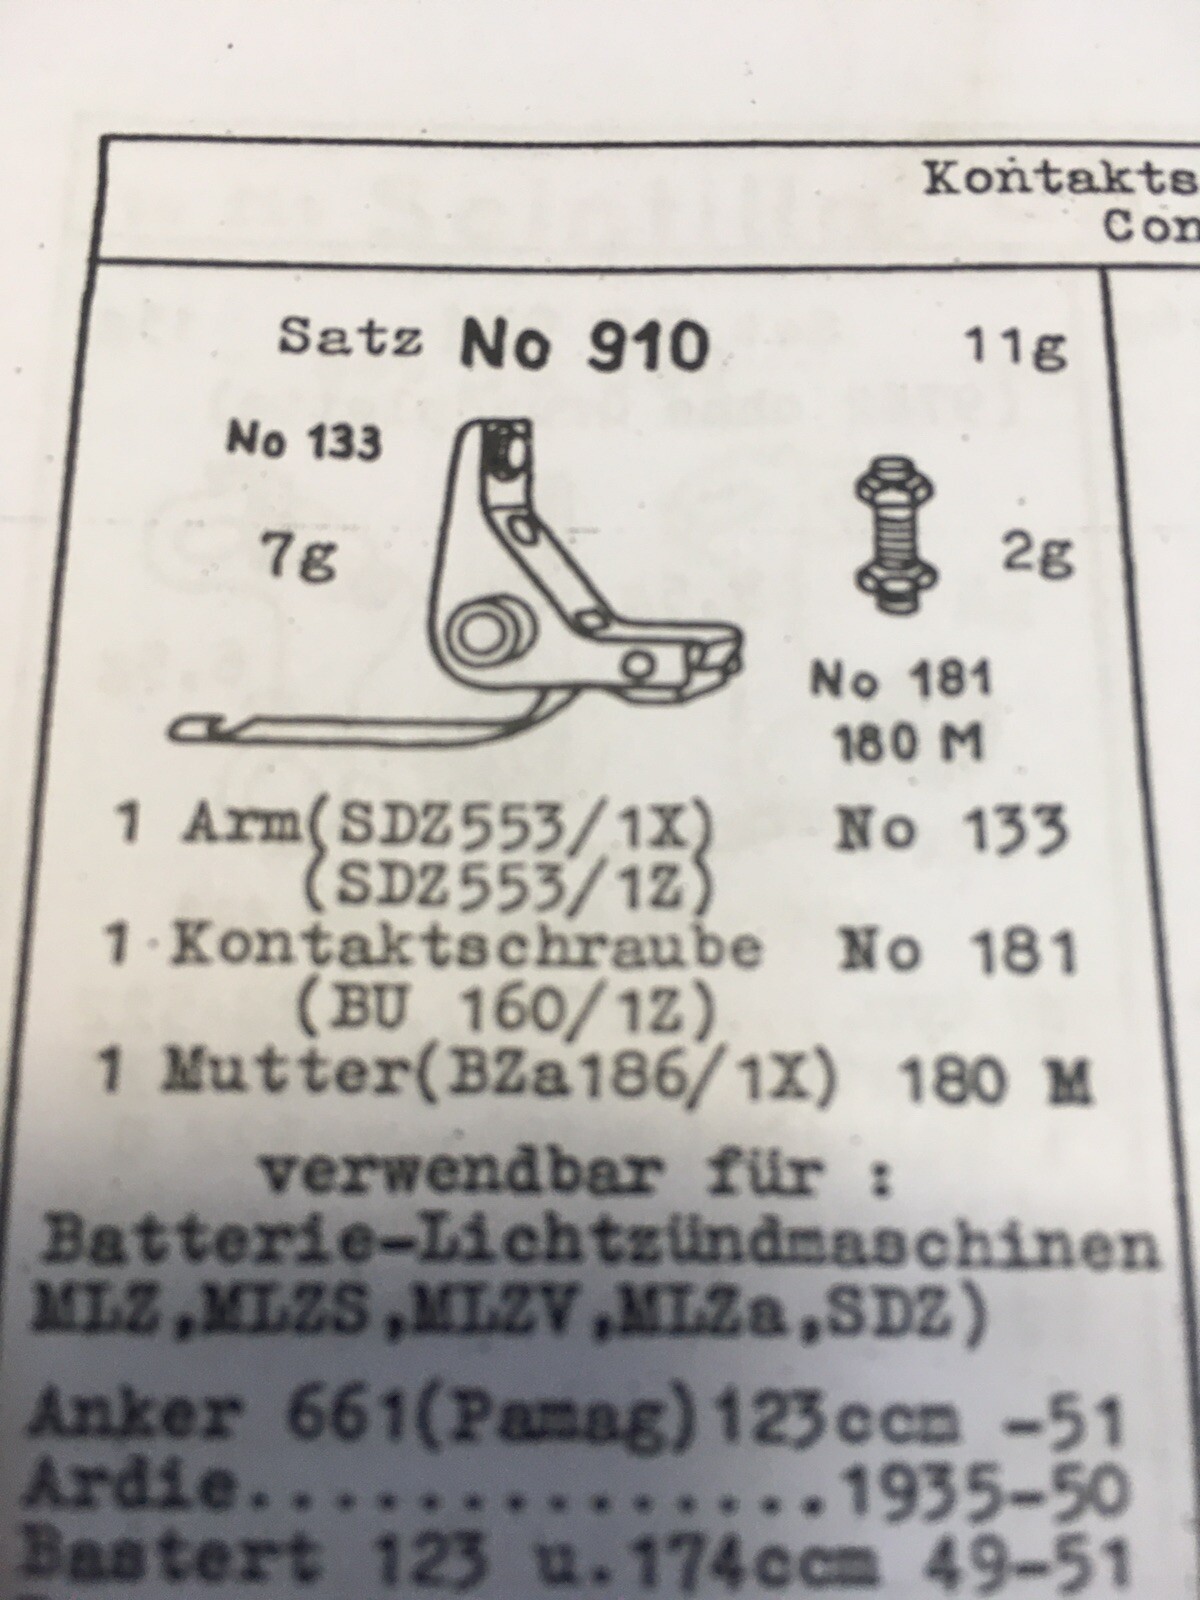 Kontakts
Con
Satz No 910 11g
No 133
7g
2g
No 181
180 M
1 Arm(SDZ553/1X) No 133
(SDZ553/1Z)
1 Kontaktschraube No 181
(BU 160/1Z)
1 Mutter(BZa186/1X) 180 M
verwendbar für :
Batterie-Lichtzündmaschinen
MLZ,MLZS,MLZV,MLZa,SDZ)
Anker 661(Pamag)123ccm -51
Ardie...............1935-50
Bastert 123 u.174ccm 49-51